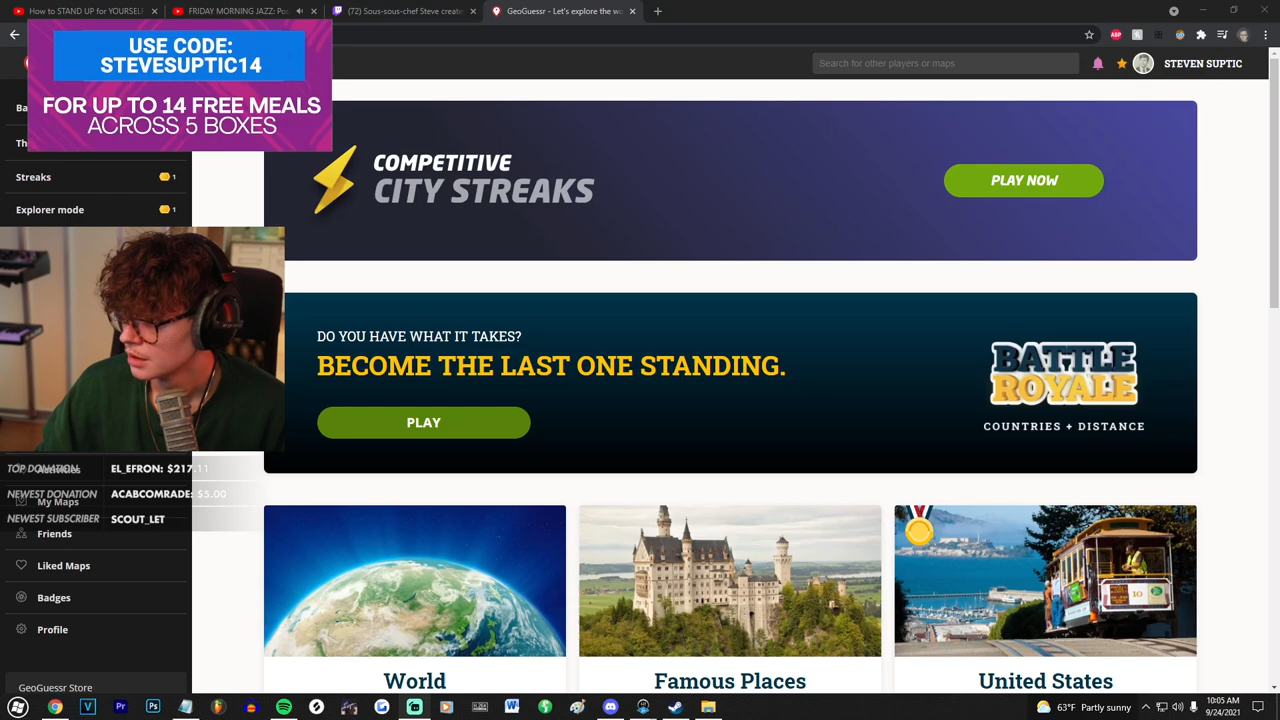 How to STAND UP for YOURSELF
FRIDAY MORNING JAZZ:
(72) Sous-sous-chef Steve create
GeoGuessr - Let's explore the wo
USE CODE:
STEVESUPTIC14
FOR UP TO 14 FREE MEALS
ACROSS 5 BOXES
Search for other players or maps
STEVEN SUPTIC
Ba
Th
Streaks
1
Explorer mode
1
COMPETITIVE
CITY STREAKS
PLAY NOW
DO YOU HAVE WHAT IT TAKES?
BECOME THE LAST ONE STANDING.
PLAY
BATTLE
ROYALE
COUNTRIES + DISTANCE
TOP DONATION
EL_EFRON: $217.11
Activities
NEWEST DONATION
ACABCOMRADE: $5.00
My Maps
NEWEST SUBSCRIBER
SCOUT_LET
Friends
Liked Maps
Badges
Profile
GeoGuessr Store
World
Famous Places
United States
63°F Partly sunny
10:05 AM
9/24/2021